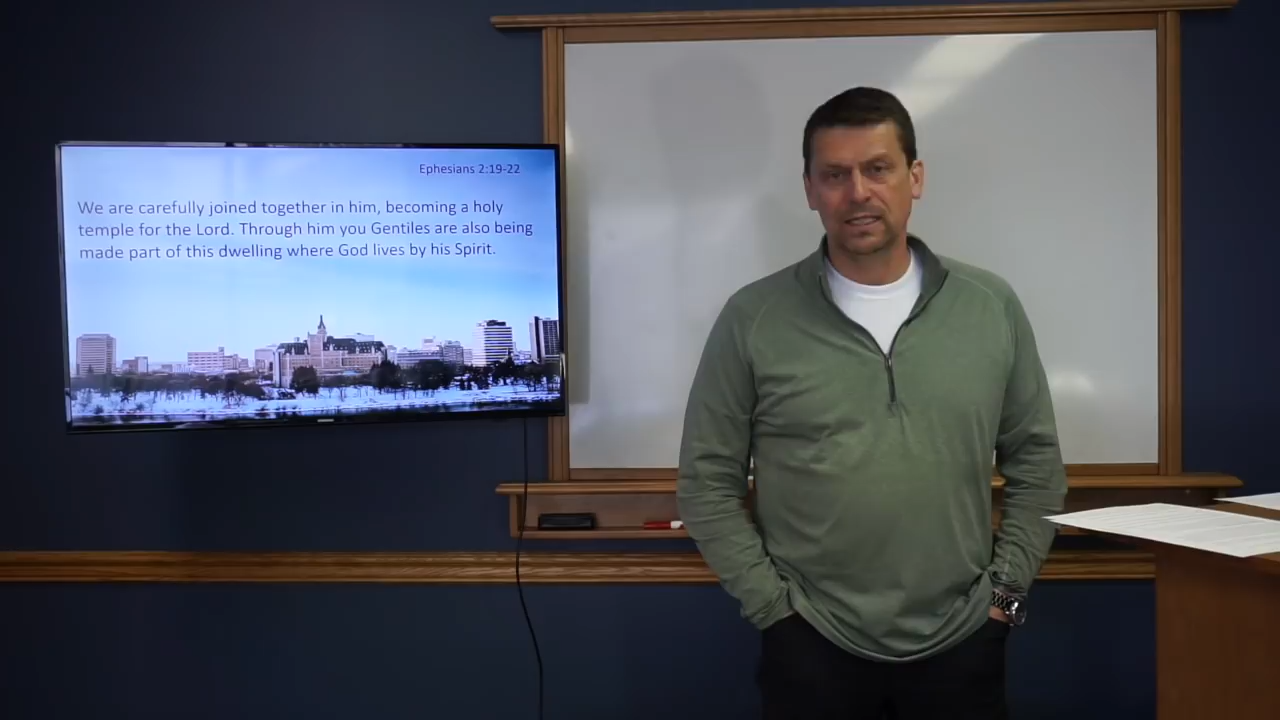 Ephesians 2:19-22
We are carefully joined together in him, becoming a holy
temple for the Lord. Through him you Gentiles are also being
made part of this dwelling where God lives by his Spirit.